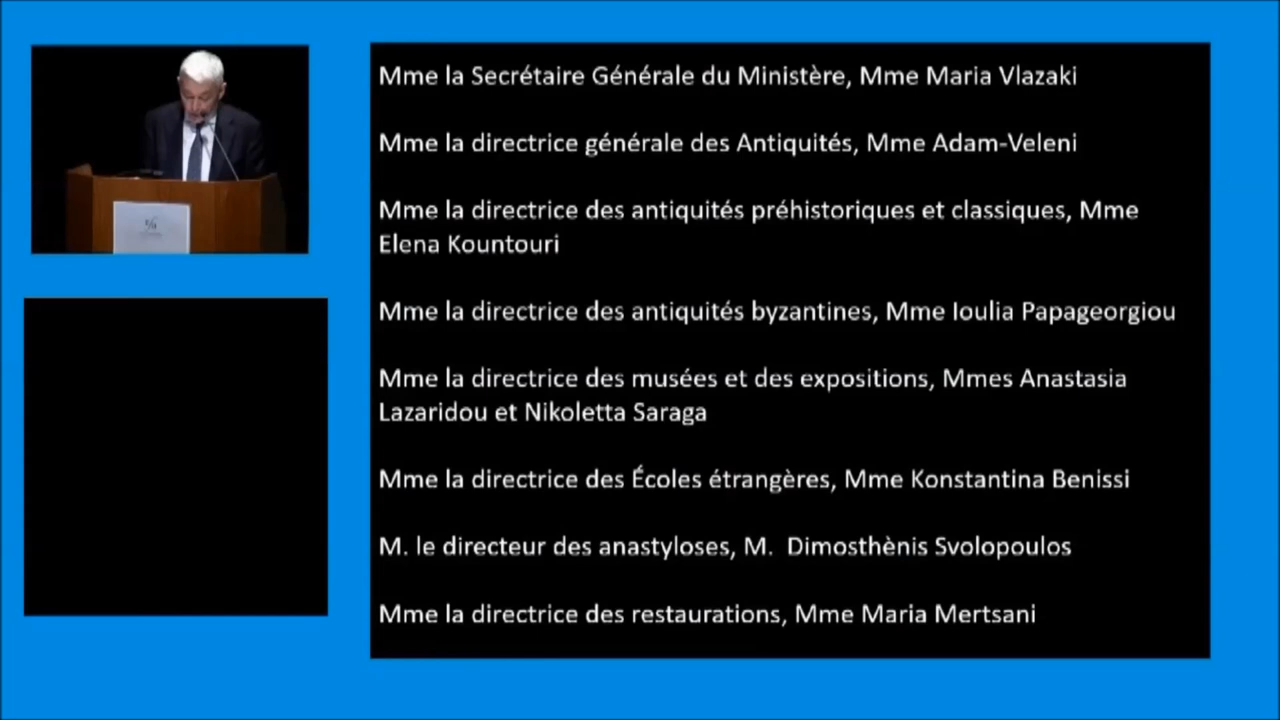 Mme la Secrétaire Générale du Ministère, Mme Maria Vlazaki
Mme la directrice générale des Antiquités, Mme Adam-Veleni
Mme la directrice des antiquités préhistoriques et classiques, Mme
Elena Kountouri
Mme la directrice des antiquités byzantines, Mme Ioulia Papageorgiou
Mme la directrice des musées et des expositions, Mmes Anastasia
Lazaridou et Nikoletta Saraga
Mme la directrice des Écoles étrangères, Mme Konstantina Benissi
M. le directeur des anastyloses, M.  Dimosthènis Svolopoulos
Mme la directrice des restaurations, Mme Maria Mertsani